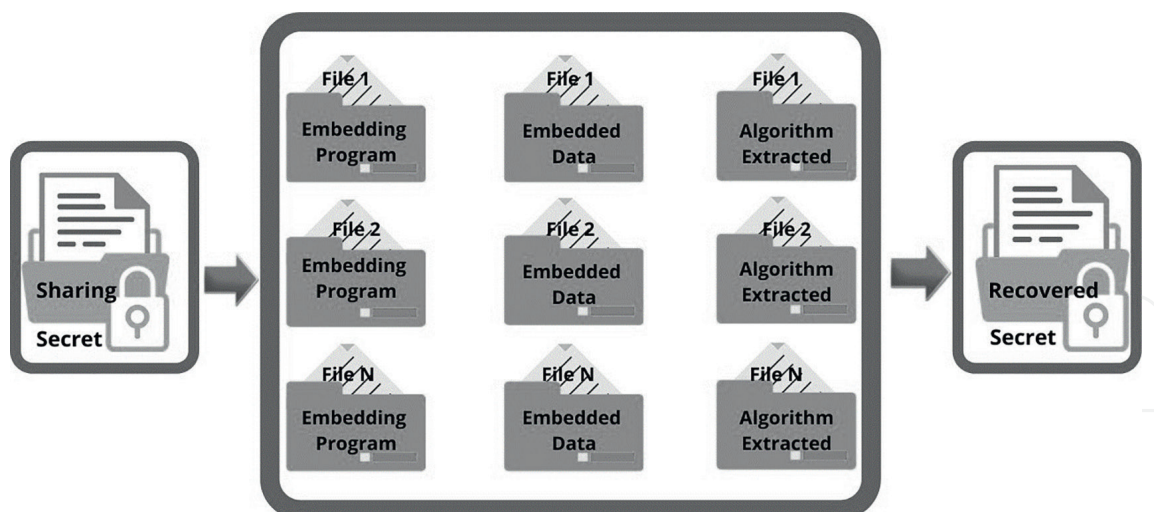 Sharing
Secret
File 1
Embedding
Program
File 1
Embedded
Data
File 1
Algorithm
Extracted
File 2
Embedding
Program
File 2
Embedded
Data
File 2
Algorithm
Extracted
File N
Embedding
Program
File N
Embedded
Data
File N
Algorithm
Extracted
Recovered
Secret